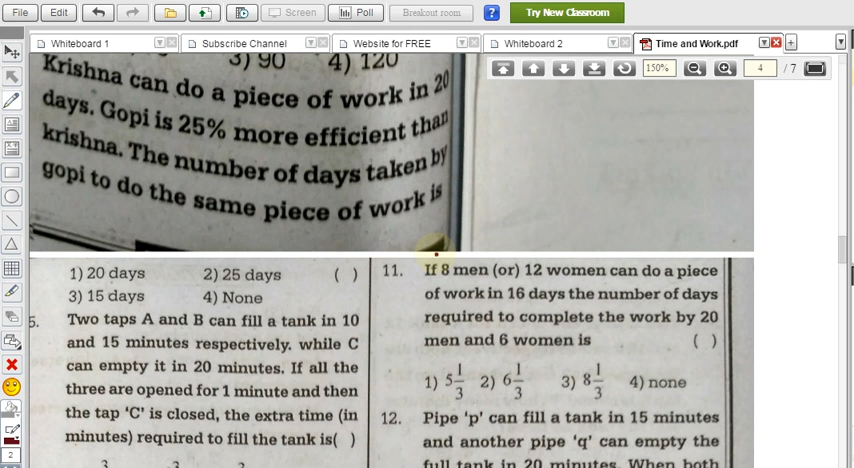 File Edit Screen Poll Breakout room ? Try New Classroom
Whiteboard 1 Subscribe Channel Website for FREE Whiteboard 2 Time and Work.pdf
150% 4 / 7
3) 90 4) 120
Krishna can do a piece of work in 20
days. Gopi is 25% more efficient than
krishna. The number of days taken by
gopi to do the same piece of work is
1) 20 days 2) 25 days ( )
3) 15 days 4) None
5. Two taps A and B can fill a tank in 10
and 15 minutes respectively. while C
can empty it in 20 minutes. If all the
three are opened for 1 minute and then
the tap 'C' is closed, the extra time (in
minutes) required to fill the tank is( )
11. If 8 men (or) 12 women can do a piece
of work in 16 days the number of days
required to complete the work by 20
men and 6 women is ( )
1) 5 1/3 2) 6 1/3 3) 8 1/3 4) none
12. Pipe 'p' can fill a tank in 15 minutes
and another pipe 'q' can empty the
full tank in 20 minutes. When both
2